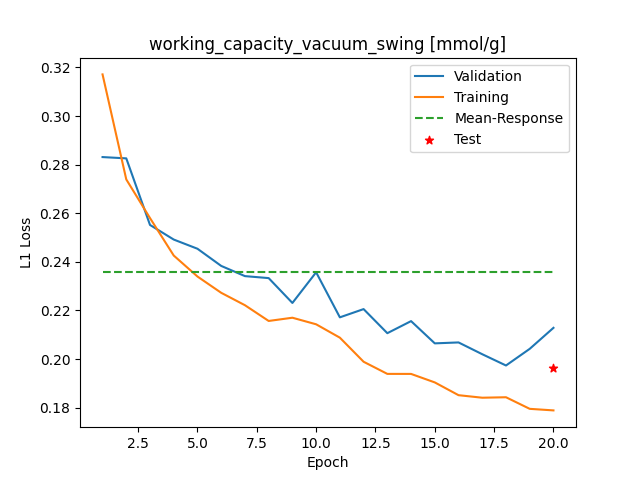 working_capacity_vacuum_swing [mmol/g]
Validation
Training
Mean-Response
Test
L1 Loss
0.32
0.30
0.28
0.26
0.24
0.22
0.20
0.18
2.5 5.0 7.5 10.0 12.5 15.0 17.5 20.0
Epoch